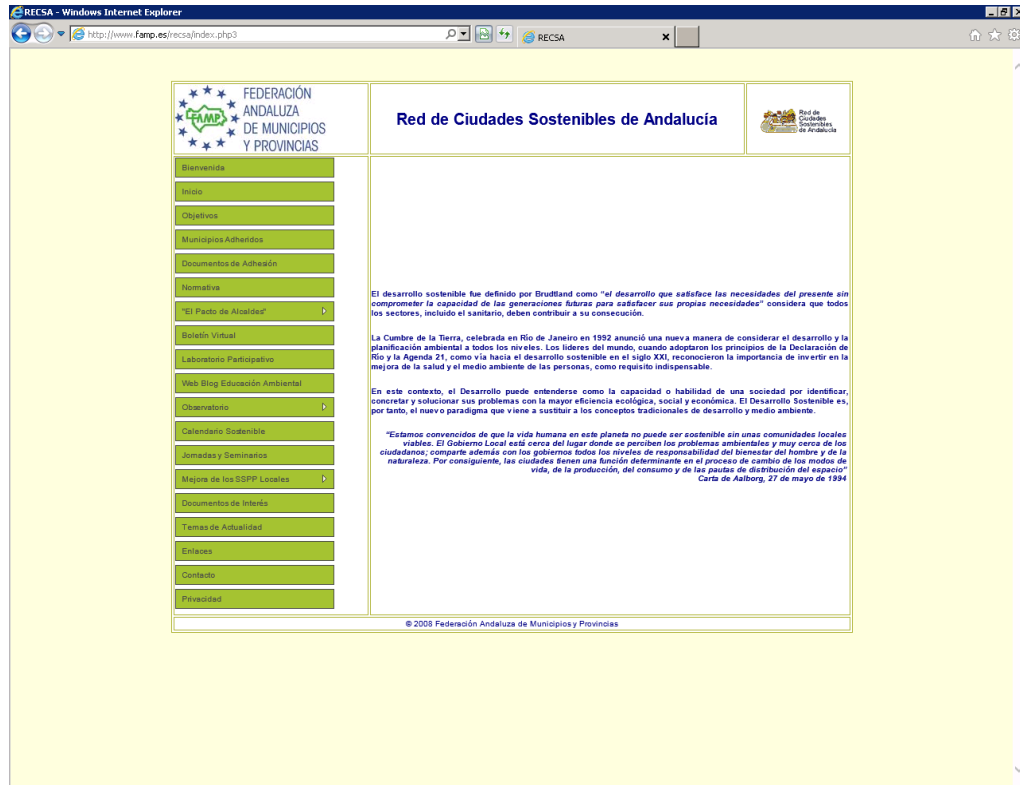 RECSA - Windows Internet Explorer
http://www.famp.es/recsa/index.php3
RECSA
FAMP
FEDERACIÓN
ANDALUZA
DE MUNICIPIOS
Y PROVINCIAS
Red de Ciudades Sostenibles de Andalucía
Red de
Ciudades
Sostenibles
de Andalucía
Bienvenida
Inicio
Objetivos
Municipios Adheridos
Documentos de Adhesión
Normativa
"El Pacto de Alcaldes"
Boletín Virtual
Laboratorio Participativo
Web Blog Educación Ambiental
Observatorio
Calendario Sostenible
Jornadas y Seminarios
Mejora de los SSPP Locales
Documentos de Interés
Temas de Actualidad
Enlaces
Contacto
Privacidad
El desarrollo sostenible fue definido por Brudtland como "el desarrollo que satisface las necesidades del presente sin
comprometer la capacidad de las generaciones futuras para satisfacer sus propias necesidades" considera que todos
los sectores, incluido el sanitario, deben contribuir a su consecución.
La Cumbre de la Tierra, celebrada en Río de Janeiro en 1992 anunció una nueva manera de considerar el desarrollo y la
planificación ambiental a todos los niveles. Los lideres del mundo, cuando adoptaron los principios de la Declaración de
Río y la Agenda 21, como vía hacia el desarrollo sostenible en el siglo XXI, reconocieron la importancia de invertir en la
mejora de la salud y el medio ambiente de las personas, como requisito indispensable.
En este contexto, el Desarrollo puede entenderse como la capacidad o habilidad de una sociedad por identificar,
concretar y solucionar sus problemas con la mayor eficiencia ecológica, social y económica. El Desarrollo Sostenible es,
por tanto, el nuevo paradigma que viene a sustituir a los conceptos tradicionales de desarrollo y medio ambiente.
"Estamos convencidos de que la vida humana en este planeta no puede ser sostenible sin unas comunidades locales
viables. El Gobierno Local está cerca del lugar donde se perciben los problemas ambientales y muy cerca de los
ciudadanos; comparte además con los gobiernos todos los niveles de responsabilidad del bienestar del hombre y de la
naturaleza. Por consiguiente, las ciudades tienen una función determinante en el proceso de cambio de los modos de
vida, de la producción, del consumo y de las pautas de distribución del espacio"
Carta de Aalborg, 27 de mayo de 1994
© 2008 Federación Andaluza de Municipios y Provincias